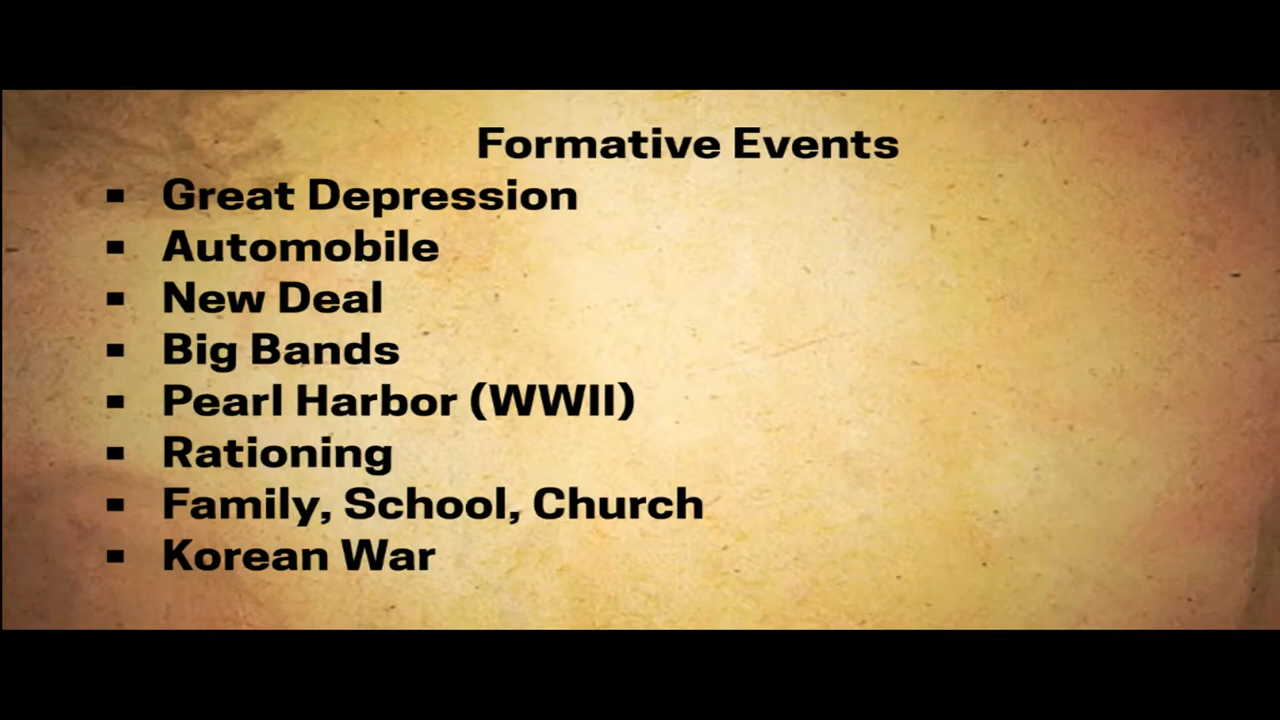 Formative Events
▪ Great Depression
▪ Automobile
▪ New Deal
▪ Big Bands
▪ Pearl Harbor (WWII)
▪ Rationing
▪ Family, School, Church
▪ Korean War